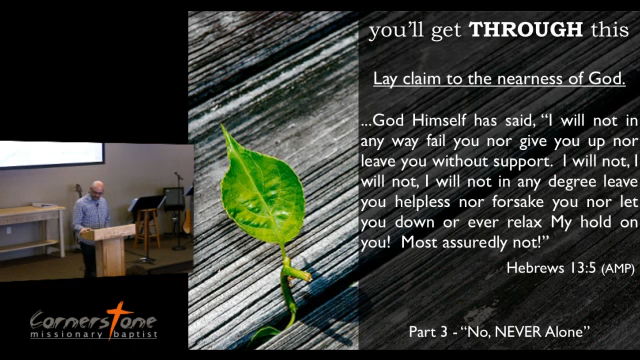 you'll get THROUGH this
Lay claim to the nearness of God.
...God Himself has said, “I will not in
any way fail you nor give you up nor
leave you without support. I will not, I
will not, I will not in any degree leave
you helpless nor forsake you nor let
you down or ever relax My hold on
you! Most assuredly not!”
Hebrews 13:5 (AMP)
Part 3 - “No, NEVER Alone”
Cornerstone
missionary baptist